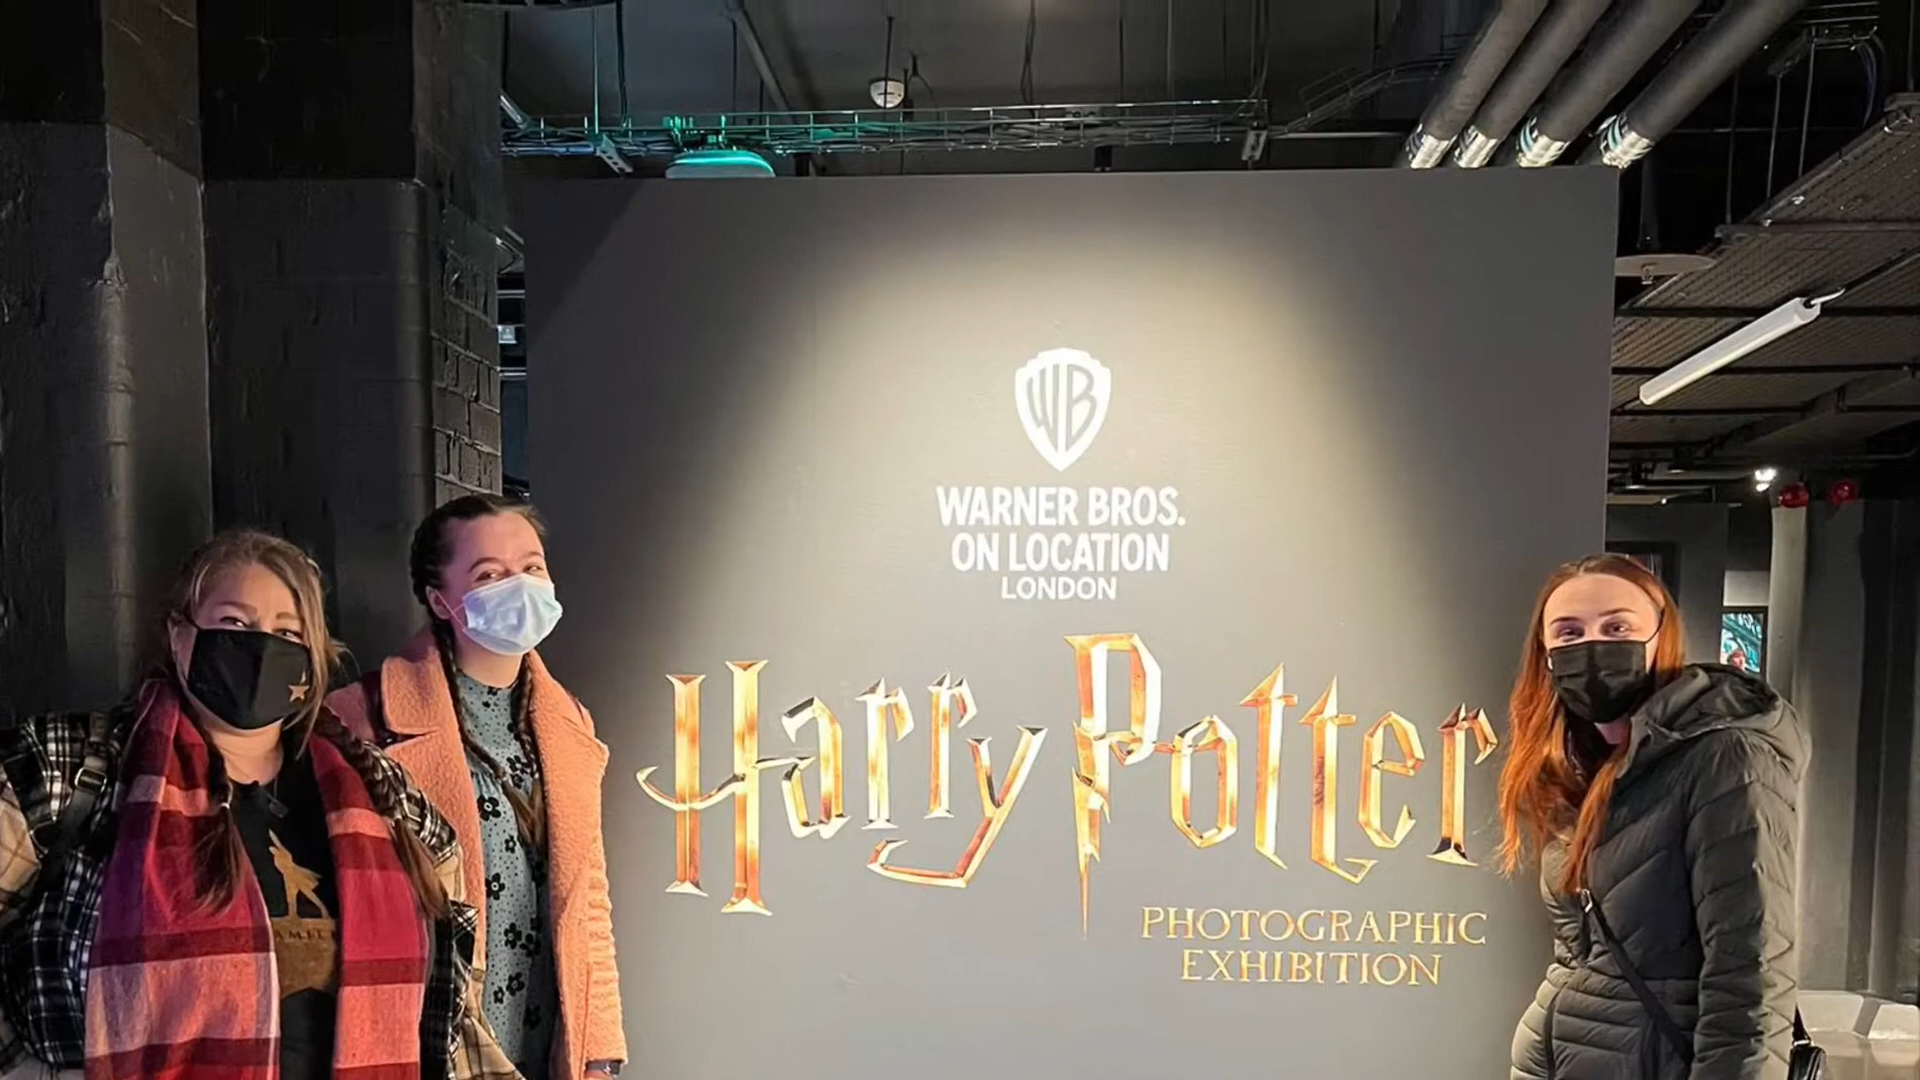 WB
WARNER BROS.
ON LOCATION
LONDON
Harry Potter
PHOTOGRAPHIC
EXHIBITION